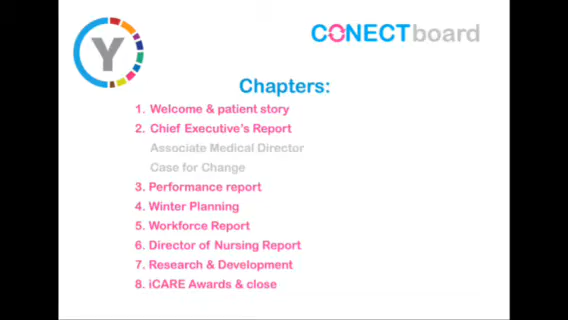 Y
CONECTboard
Chapters:
1. Welcome & patient story
2. Chief Executive's Report
Associate Medical Director
Case for Change
3. Performance report
4. Winter Planning
5. Workforce Report
6. Director of Nursing Report
7. Research & Development
8. iCARE Awards & close